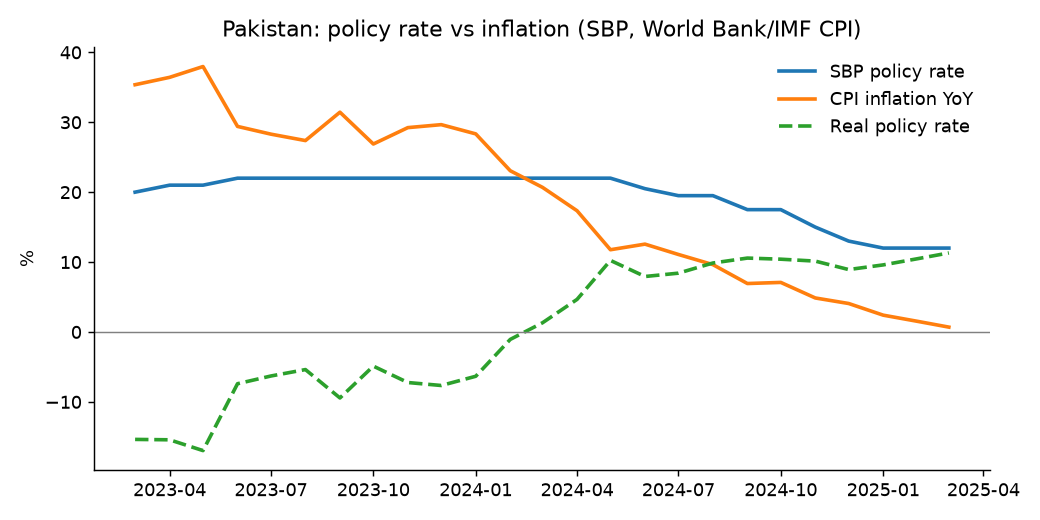 Pakistan: policy rate vs inflation (SBP, World Bank/IMF CPI)
SBP policy rate
CPI inflation YoY
Real policy rate
%
40
30
20
10
0
−10
2023-04 2023-07 2023-10 2024-01 2024-04 2024-07 2024-10 2025-01 2025-04